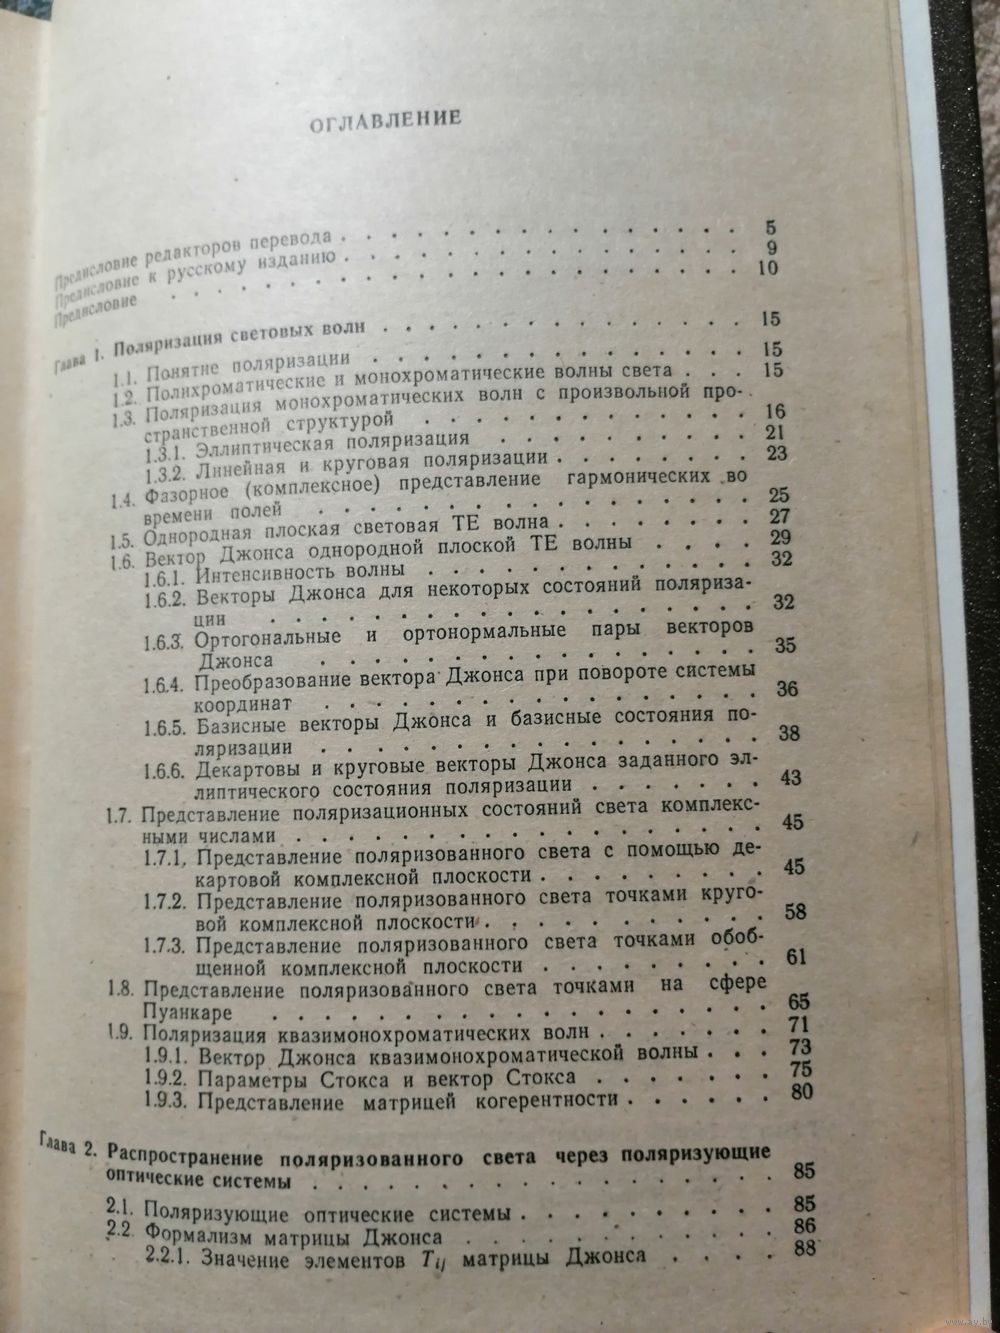 ОГЛАВЛЕНИЕ
Предисловие редакторов перевода . . . . . . . . . . . . . . . 5
Предисловие к русскому изданию . . . . . . . . . . . . . . . 9
Предисловие . . . . . . . . . . . . . . . . . . . . . . 10
Глава 1. Поляризация световых волн . . . . . . . . . . . . . . 15
1.1. Понятие поляризации . . . . . . . . . . . . . . . 15
1.2. Полихроматические и монохроматические волны света . . . 15
1.3. Поляризация монохроматических волн с произвольной про-
странственной структурой . . . . . . . . . . . . . 16
1.3.1. Эллиптическая поляризация . . . . . . . . . . 21
1.3.2. Линейная и круговая поляризации . . . . . . . . 23
1.4. Фазорное (комплексное) представление гармонических во
времени полей . . . . . . . . . . . . . . . . . 25
1.5. Однородная плоская световая ТЕ волна . . . . . . . . 27
1.6. Вектор Джонса однородной плоской ТЕ волны . . . . 29
1.6.1. Интенсивность волны . . . . . . . . . . . . . 32
1.6.2. Векторы Джонса для некоторых состояний поляриза-
ции . . . . . . . . . . . . . . . . . . . 32
1.6.3. Ортогональные и ортонормальные пары векторов
Джонса . . . . . . . . . . . . . . . . . 35
1.6.4. Преобразование вектора Джонса при повороте системы
координат . . . . . . . . . . . . . . . . 36
1.6.5. Базисные векторы Джонса и базисные состояния по-
ляризации . . . . . . . . . . . . . . . . 38
1.6.6. Декартовы и круговые векторы Джонса заданного эл-
липтического состояния поляризации . . . . . . . 43
1.7. Представление поляризационных состояний света комплекс-
ными числами . . . . . . . . . . . . . . . . . . 45
1.7.1. Представление поляризованного света с помощью де-
картовой комплексной плоскости . . . . . . . . . 45
1.7.2. Представление поляризованного света точками круго-
вой комплексной плоскости . . . . . . . . . . . 58
1.7.3. Представление поляризованного света точками обоб-
щенной комплексной плоскости . . . . . . . . . 61
1.8. Представление поляризованного света точками на сфере
Пуанкаре . . . . . . . . . . . . . . . . . . . 65
1.9. Поляризация квазимонохроматических волн . . . . . . . 71
1.9.1. Вектор Джонса квазимонохроматической волны . . . 73
1.9.2. Параметры Стокса и вектор Стокса . . . . . . . 75
1.9.3. Представление матрицей когерентности . . . . . . 80
Глава 2. Распространение поляризованного света через поляризующие
оптические системы . . . . . . . . . . . . . . . . . . 85
2.1. Поляризующие оптические системы . . . . . . . . . . 85
2.2. Формализм матрицы Джонса . . . . . . . . . . . . 86
2.2.1. Значение элементов Tij матрицы Джонса . . . . 88
www.ay.by